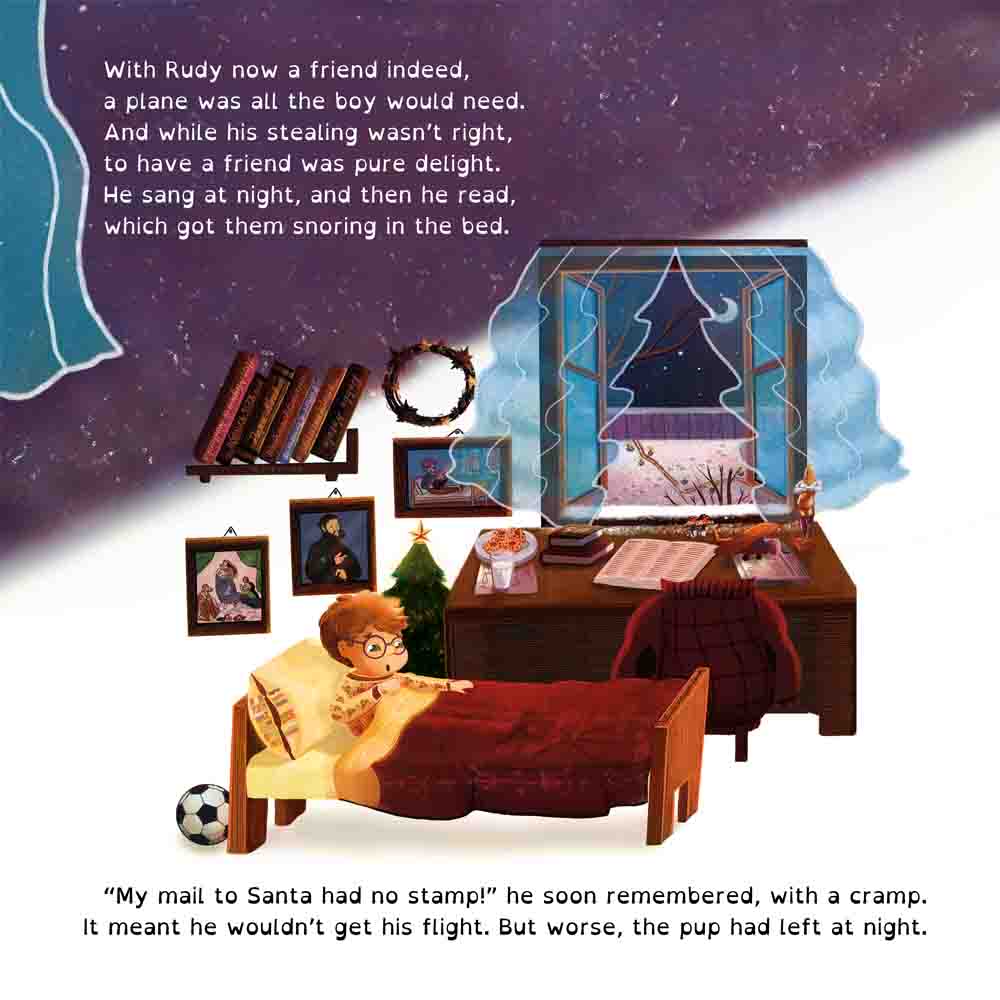 With Rudy now a friend indeed,
a plane was all the boy would need.
And while his stealing wasn't right,
to have a friend was pure delight.
He sang at night, and then he read,
which got them snoring in the bed.
"My mail to Santa had no stamp!" he soon remembered, with a cramp.
It meant he wouldn't get his flight. But worse, the pup had left at night.